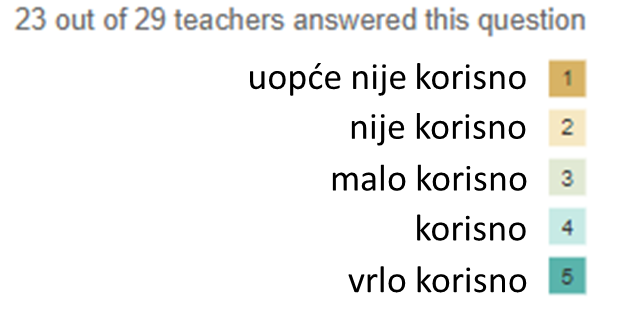 23 out of 29 teachers answered this question
uopće nije korisno 1
nije korisno 2
malo korisno 3
korisno 4
vrlo korisno 5